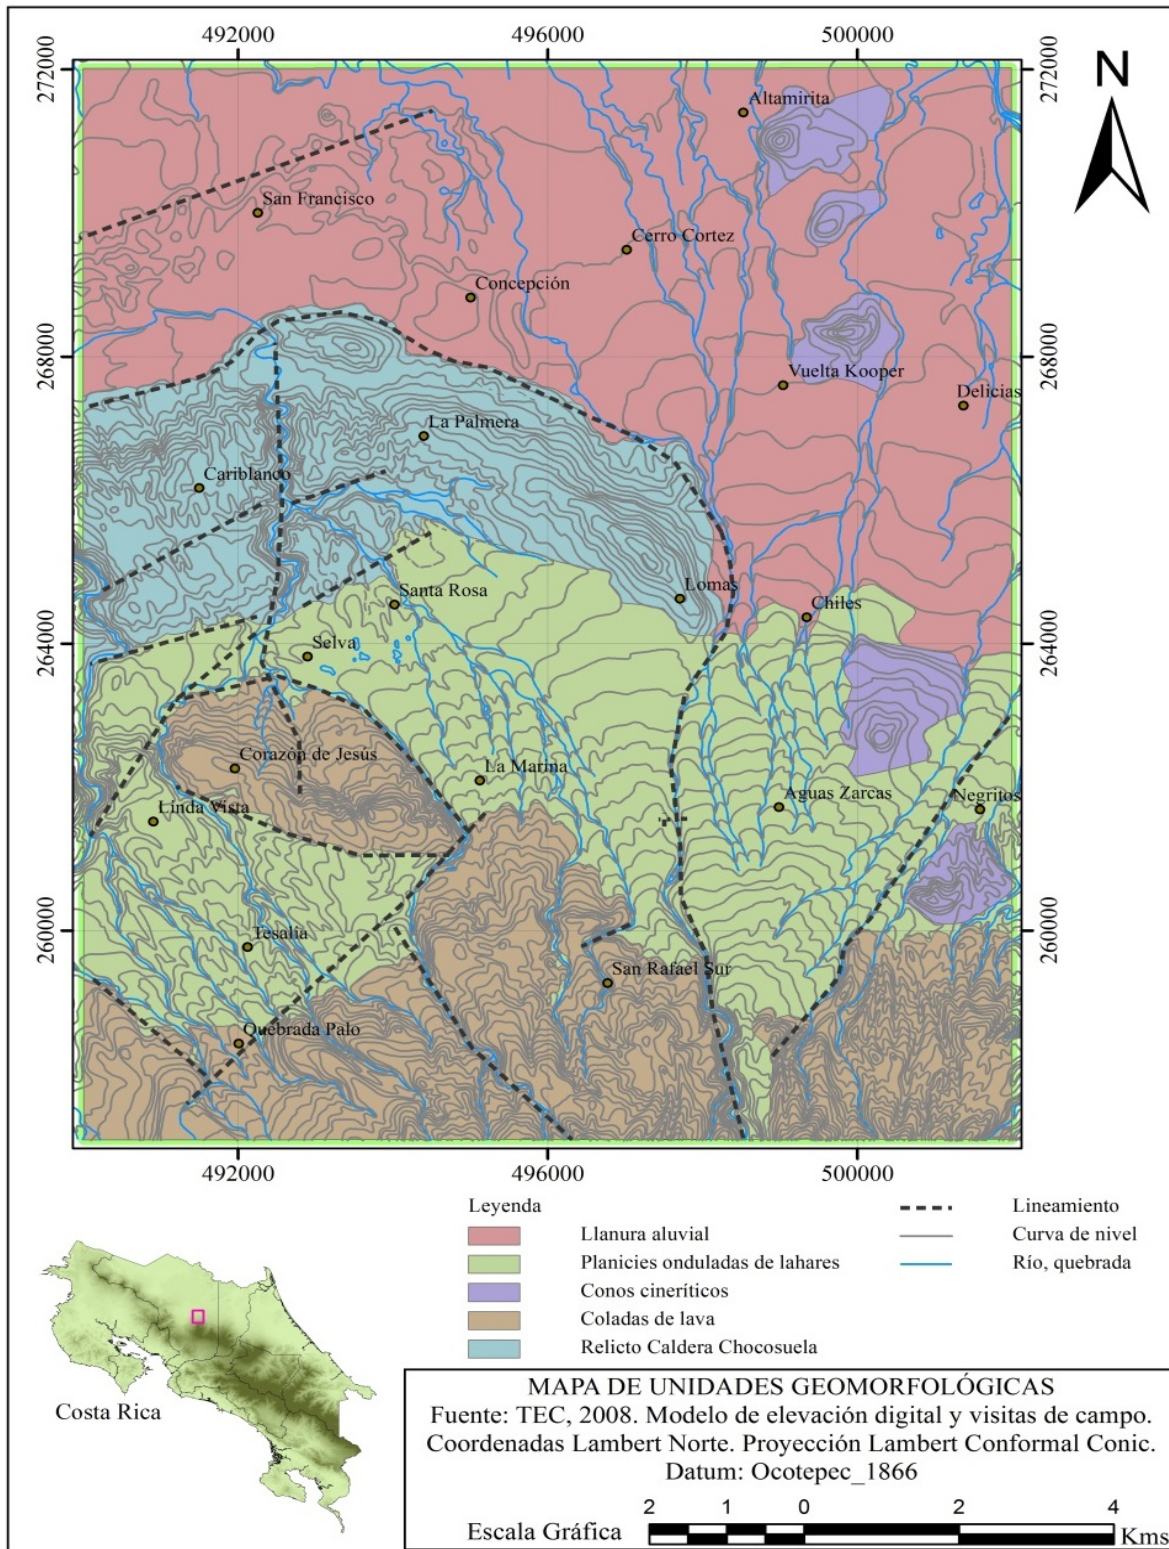 492000
496000
500000
272000
272000
N
Altamirita
San Francisco
Cerro Cortez
Concepción
268000
268000
Vuelta Kooper
Delicias
La Palmera
Cariblanco
Santa Rosa
Lomas
Chiles
264000
264000
Selva
Corazón de Jesús
La Marina
Linda Vista
Aguas Zarcas
Negritos
260000
260000
Tesalia
San Rafael Sur
Quebrada Palo
492000
496000
500000
Leyenda
Llanura aluvial
Planicies onduladas de lahares
Conos cineríticos
Coladas de lava
Relicto Caldera Chocosuela
Lineamiento
Curva de nivel
Río, quebrada
Costa Rica
MAPA DE UNIDADES GEOMORFOLÓGICAS
Fuente: TEC, 2008. Modelo de elevación digital y visitas de campo.
Coordenadas Lambert Norte. Proyección Lambert Conformal Conic.
Datum: Ocotepec_1866
2 1 0 2 4
Escala Gráfica Kms